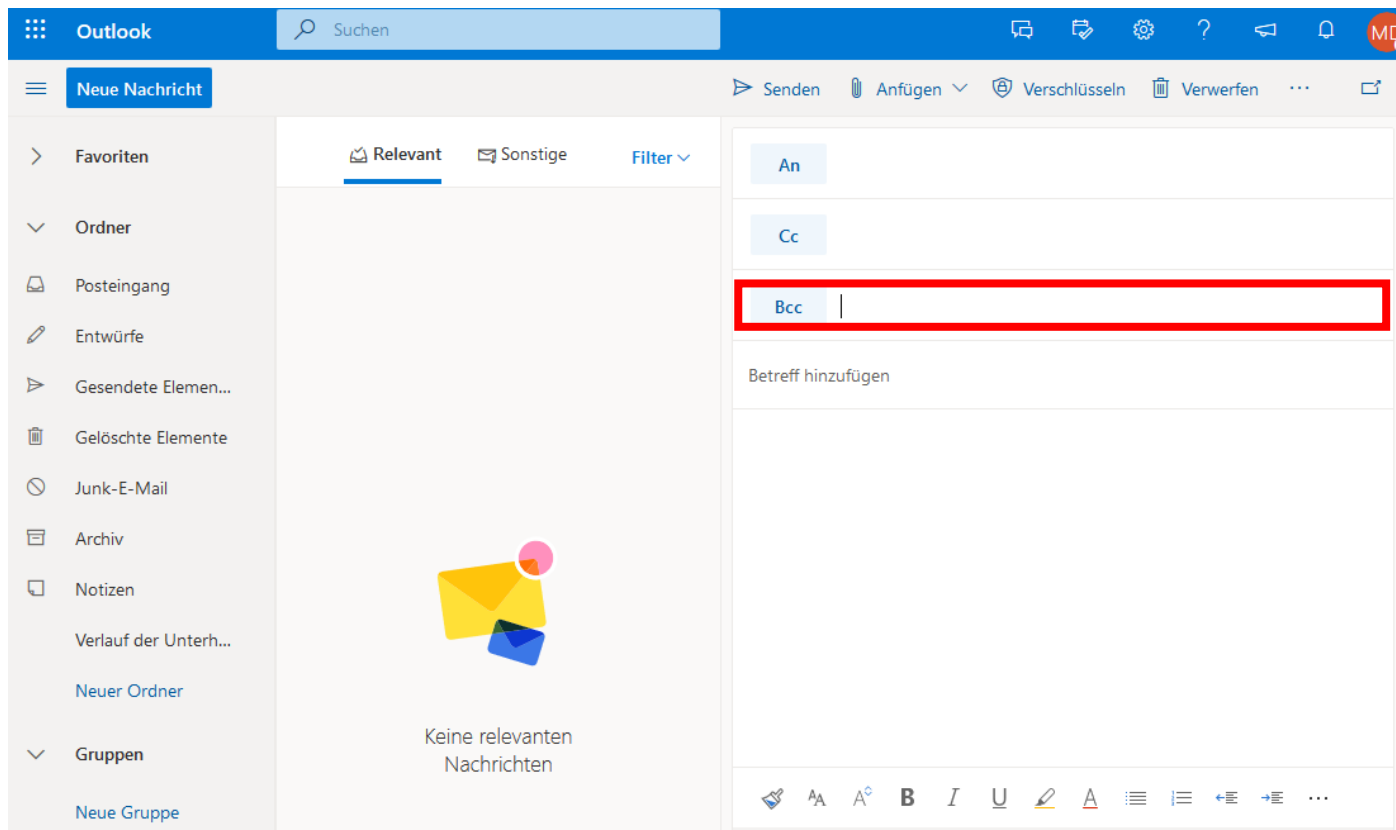 Outlook
Suchen
MD
Neue Nachricht
Senden
Anfügen
Verschlüsseln
Verwerfen
Favoriten
Relevant
Sonstige
Filter
An
Ordner
Cc
Posteingang
Bcc
Entwürfe
Betreff hinzufügen
Gesendete Elemen...
Gelöschte Elemente
Junk-E-Mail
Archiv
Notizen
Verlauf der Unterh...
Neuer Ordner
Keine relevanten
Nachrichten
Gruppen
Neue Gruppe